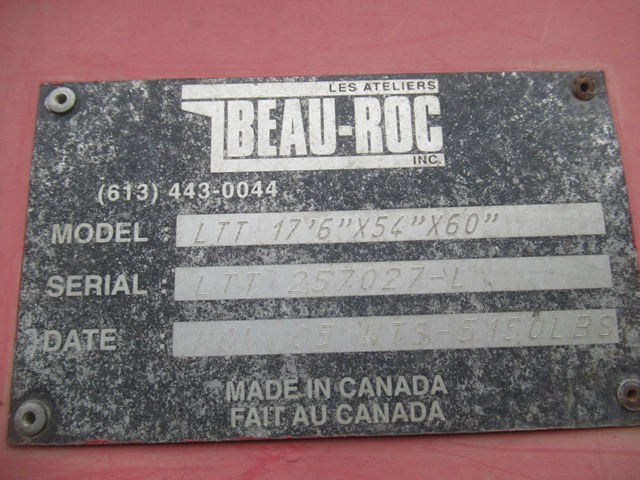 LES ATELIERS
BEAU-ROC
INC.
(613) 443-0044
MODEL : LTT 17'6"X54"X60"
SERIAL : LTT 257027-L
DATE : 05 WTS-5150LBS
MADE IN CANADA
FAIT AU CANADA